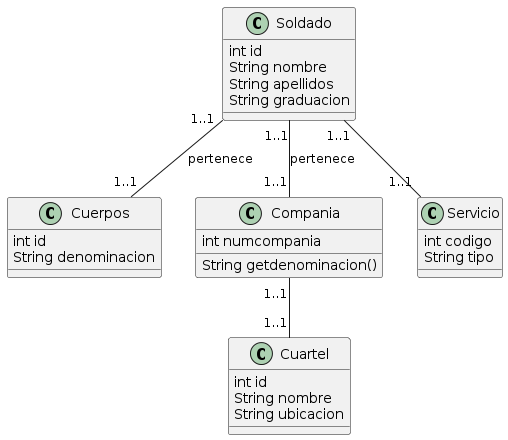 C Soldado
int id
String nombre
String apellidos
String graduacion
1..1
1..1
1..1
pertenece
pertenece
1..1
1..1
1..1
C Cuerpos
int id
String denominacion
C Compania
int numcompania
String getdenominacion()
C Servicio
int codigo
String tipo
1..1
1..1
C Cuartel
int id
String nombre
String ubicacion